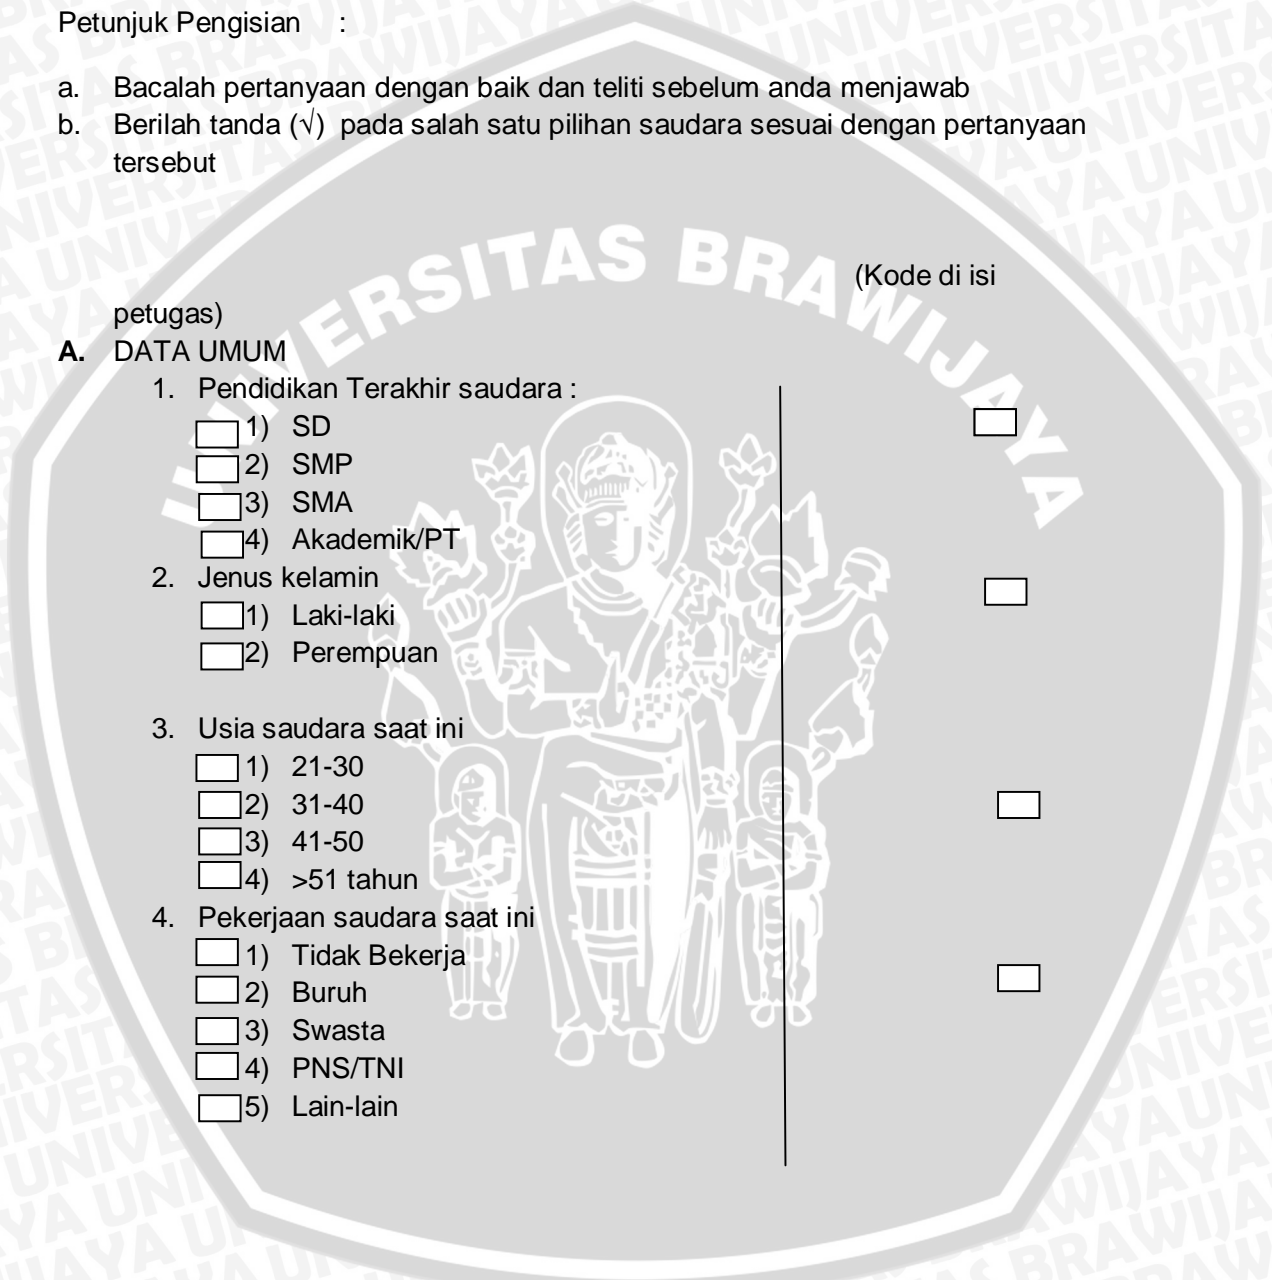 Petunjuk Pengisian :
a. Bacalah pertanyaan dengan baik dan teliti sebelum anda menjawab
b. Berilah tanda (√) pada salah satu pilihan saudara sesuai dengan pertanyaan
tersebut
UNIVERSITAS BRAWIJAYA
(Kode di isi
petugas)
A. DATA UMUM
1. Pendidikan Terakhir saudara :
1) SD
2) SMP
3) SMA
4) Akademik/PT
2. Jenus kelamin
1) Laki-laki
2) Perempuan
3. Usia saudara saat ini
1) 21-30
2) 31-40
3) 41-50
4) >51 tahun
4. Pekerjaan saudara saat ini
1) Tidak Bekerja
2) Buruh
3) Swasta
4) PNS/TNI
5) Lain-lain